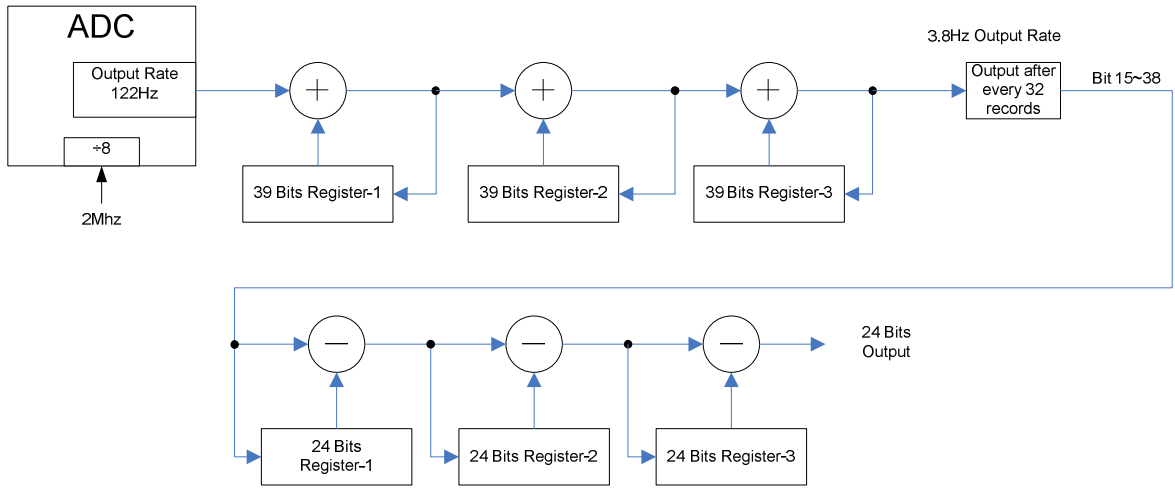 ADC
Output Rate
122Hz
÷8
2Mhz
39 Bits Register-1
39 Bits Register-2
39 Bits Register-3
3.8Hz Output Rate
Output after
every 32
records
Bit 15~38
24 Bits
Register-1
24 Bits Register-2
24 Bits Register-3
24 Bits
Output